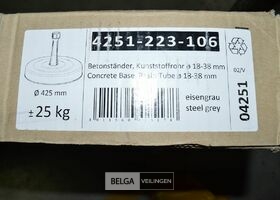 4251-223-106
Betonständer, Kunststoffrohr ø 18-38 mm
Concrete Base, Tube ø 18-38 mm
Ø 425 mm
± 25 kg
eisengrau
steel grey
02/V
04251
BELGA VEILINGEN